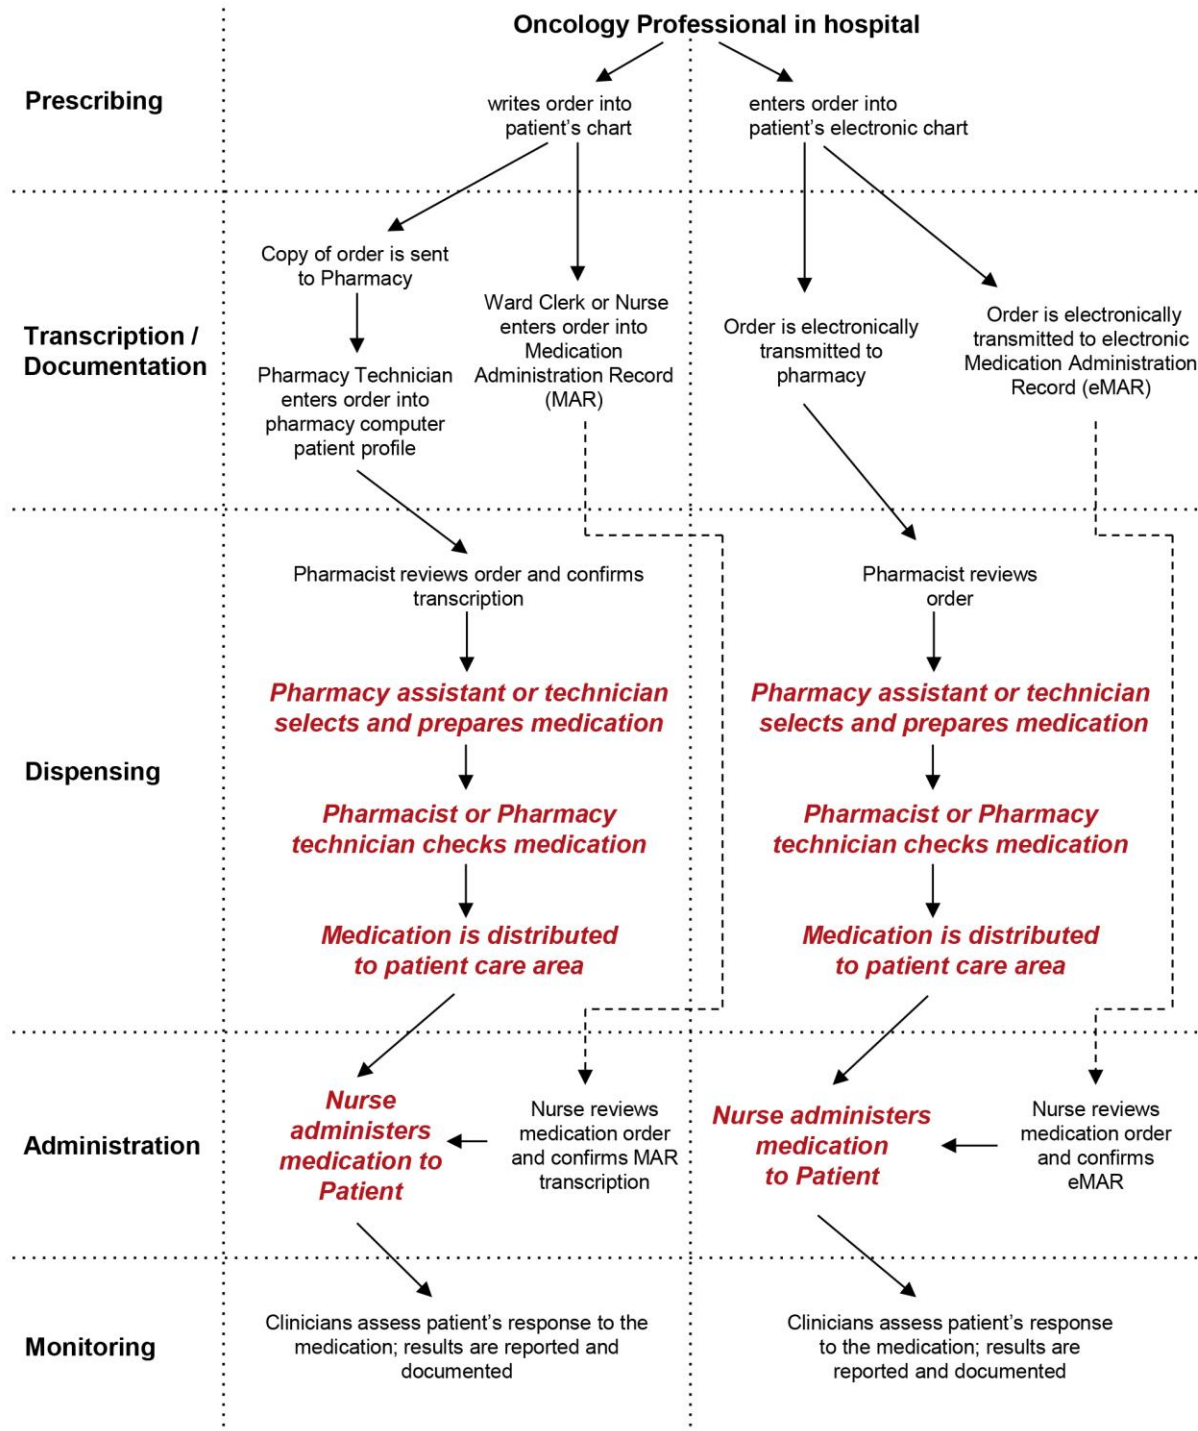 Oncology Professional in hospital
Prescribing
writes order into
patient's chart
enters order into
patient's electronic chart
Transcription /
Documentation
Copy of order is sent
to Pharmacy
Pharmacy Technician
enters order into
pharmacy computer
patient profile
Ward Clerk or Nurse
enters order into
Medication
Administration Record
(MAR)
Order is electronically
transmitted to
pharmacy
Order is electronically
transmitted to electronic
Medication Administration
Record (eMAR)
Dispensing
Pharmacist reviews order and confirms
transcription
Pharmacy assistant or technician
selects and prepares medication
Pharmacist or Pharmacy
technician checks medication
Medication is distributed
to patient care area
Pharmacist reviews
order
Pharmacy assistant or technician
selects and prepares medication
Pharmacist or Pharmacy
technician checks medication
Medication is distributed
to patient care area
Administration
Nurse
administers
medication to
Patient
Nurse reviews
medication order
and confirms MAR
transcription
Nurse administers
medication
to Patient
Nurse reviews
medication order
and confirms
eMAR
Monitoring
Clinicians assess patient's response to the
medication; results are reported and
documented
Clinicians assess patient's response
to the medication; results are
reported and documented